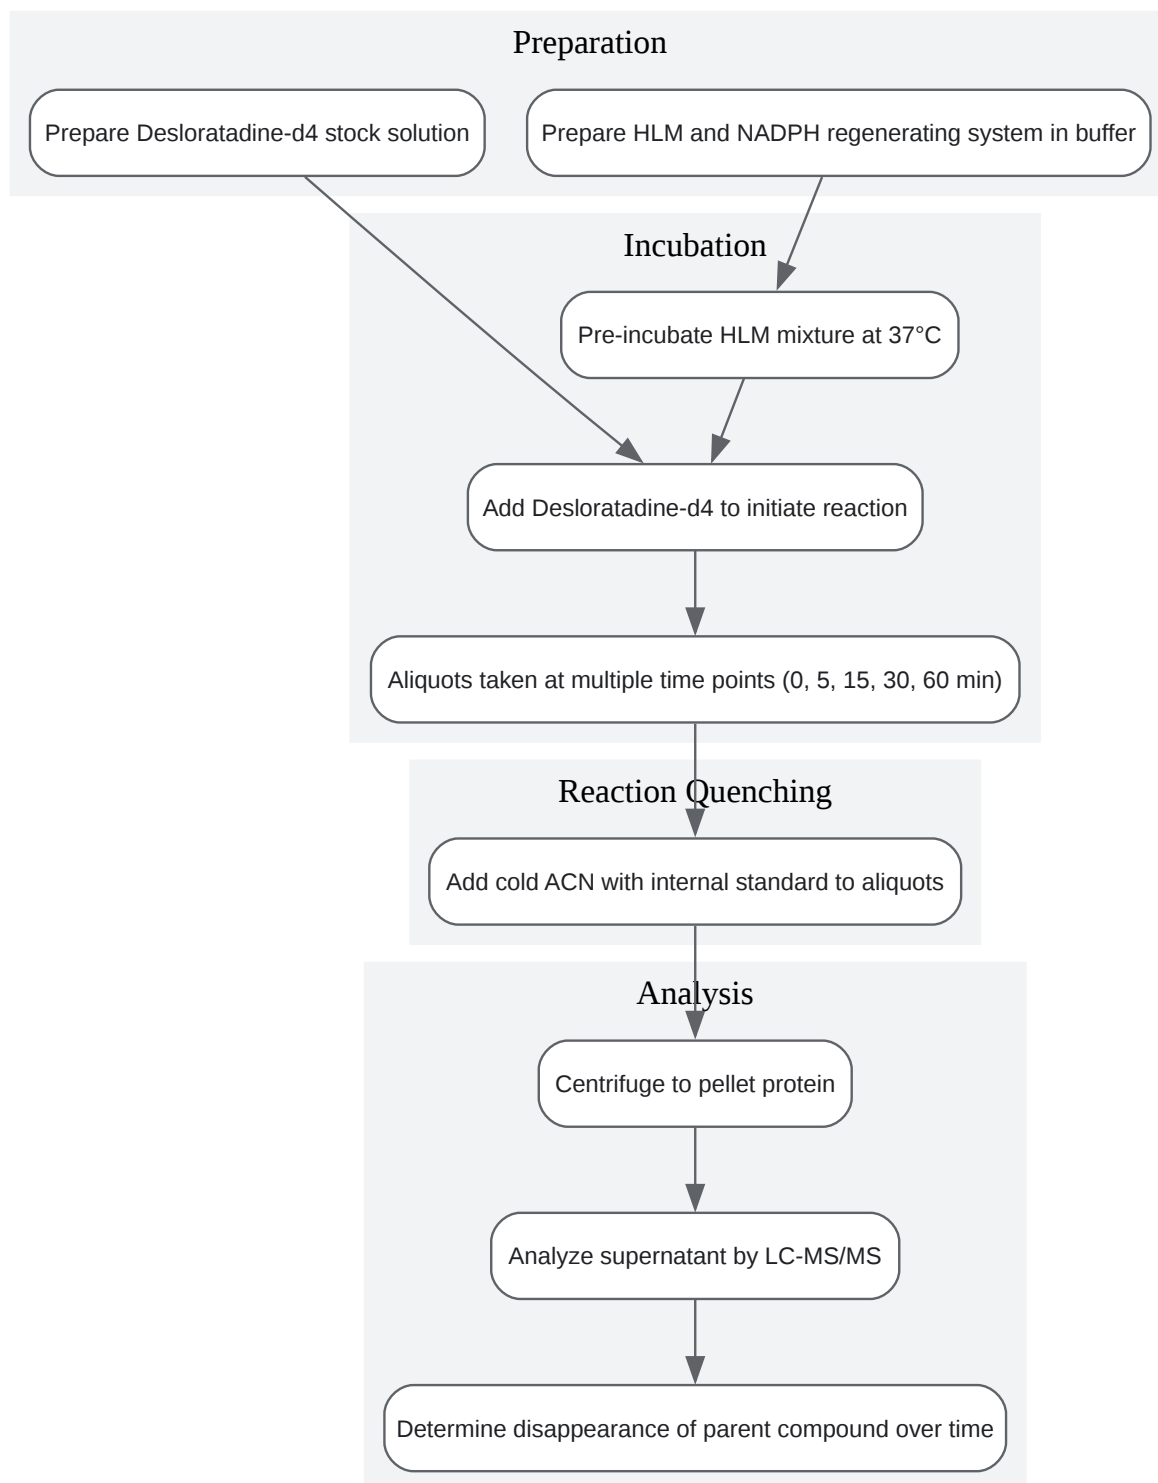 Preparation
Prepare Desloratadine-d4 stock solution
Prepare HLM and NADPH regenerating system in buffer
Incubation
Pre-incubate HLM mixture at 37°C
Add Desloratadine-d4 to initiate reaction
Aliquots taken at multiple time points (0, 5, 15, 30, 60 min)
Reaction Quenching
Add cold ACN with internal standard to aliquots
Analysis
Centrifuge to pellet protein
Analyze supernatant by LC-MS/MS
Determine disappearance of parent compound over time